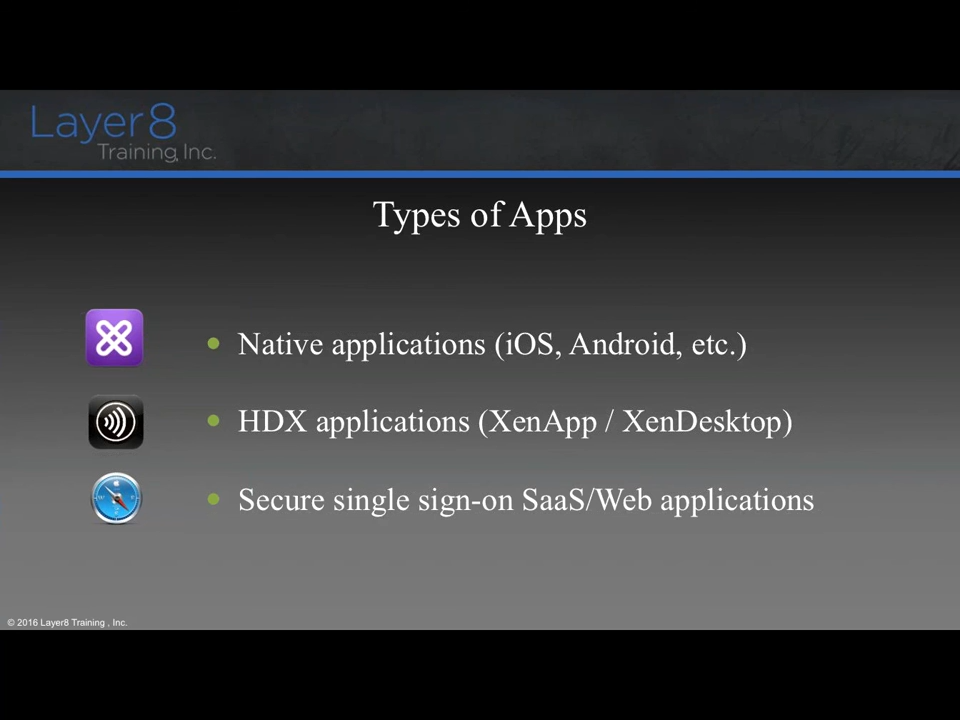 Layer8
Training, Inc.
Types of Apps
• Native applications (iOS, Android, etc.)
• HDX applications (XenApp / XenDesktop)
• Secure single sign-on SaaS/Web applications
© 2016 Layer8 Training , Inc.